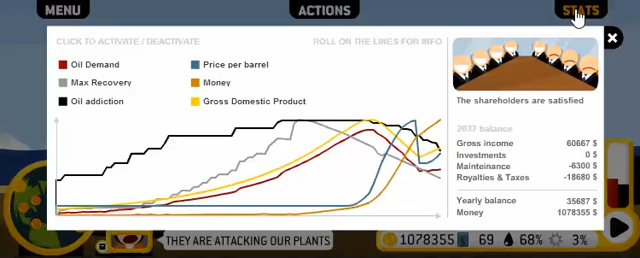 MENU
ACTIONS
STATS
CLICK TO ACTIVATE / DEACTIVATE
ROLL ON THE LINES FOR INFO
Oil Demand
Price per barrel
Max Recovery
Money
Oil addiction
Gross Domestic Product
The shareholders are satisfied
2037 balance
Gross income 60667 $
Investments 0 $
Mainteinance -6300 $
Royalties & Taxes -18680 $
Yearly balance 35687 $
Money 1078355 $
THEY ARE ATTACKING OUR PLANTS
1078355 69 68% 3%